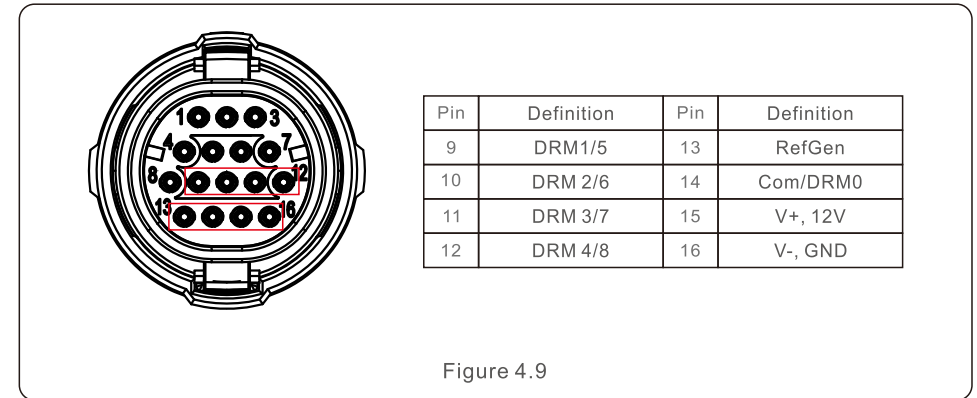 1 3
4 7
8 12
13 16
Pin Definition Pin Definition
9 DRM1/5 13 RefGen
10 DRM 2/6 14 Com/DRM0
11 DRM 3/7 15 V+, 12V
12 DRM 4/8 16 V-, GND
Figure 4.9